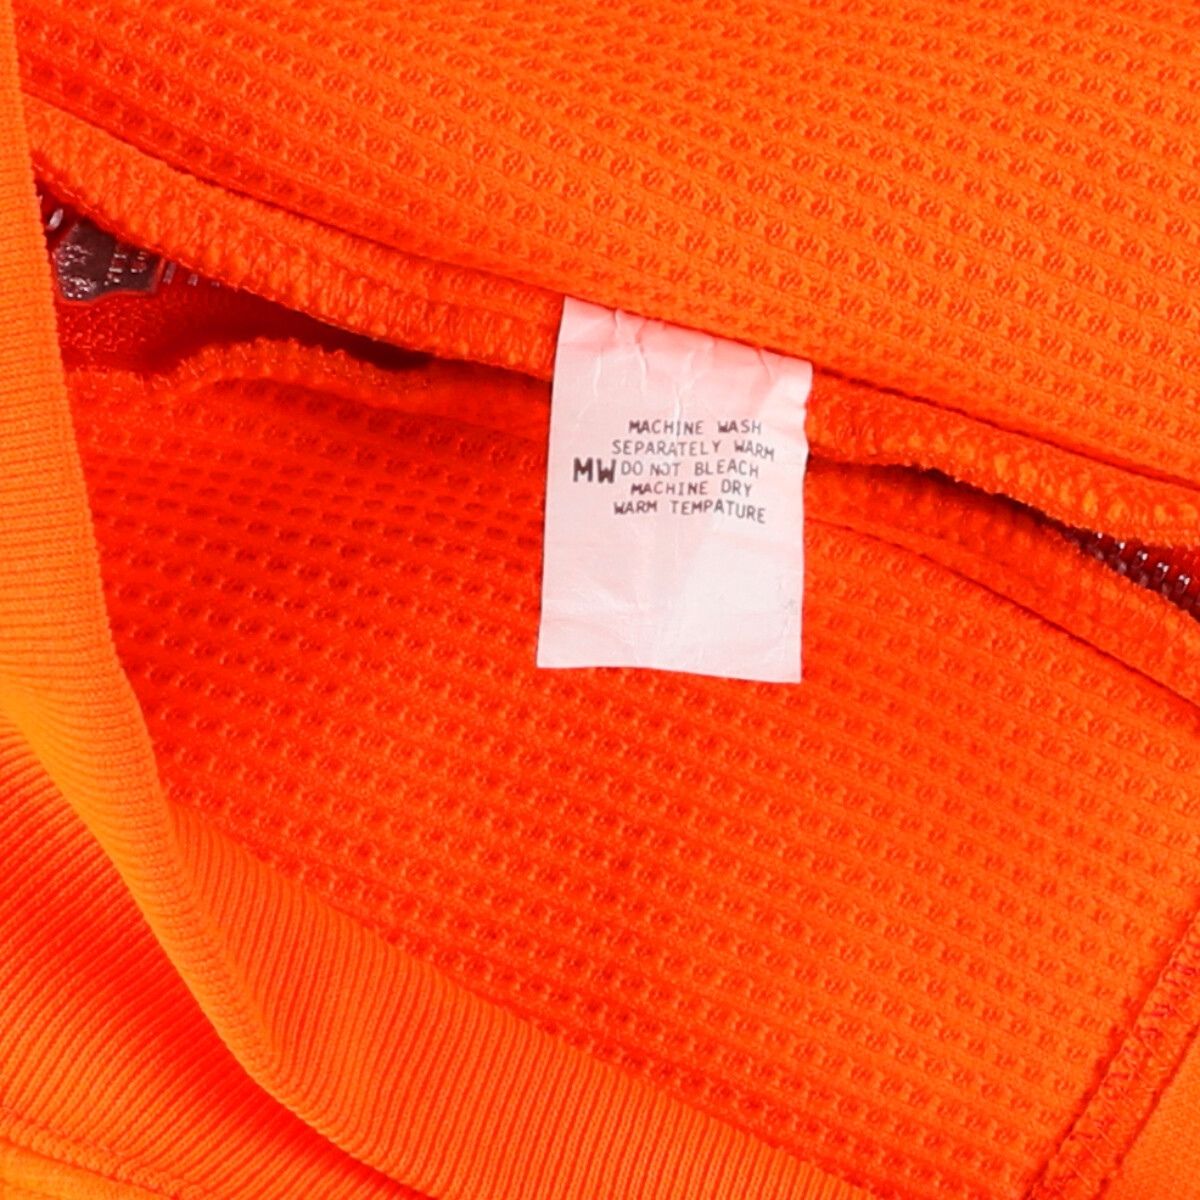 MACHINE WASH
SEPARATELY WARM
MW DO NOT BLEACH
MACHINE DRY
WARM TEMPATURE